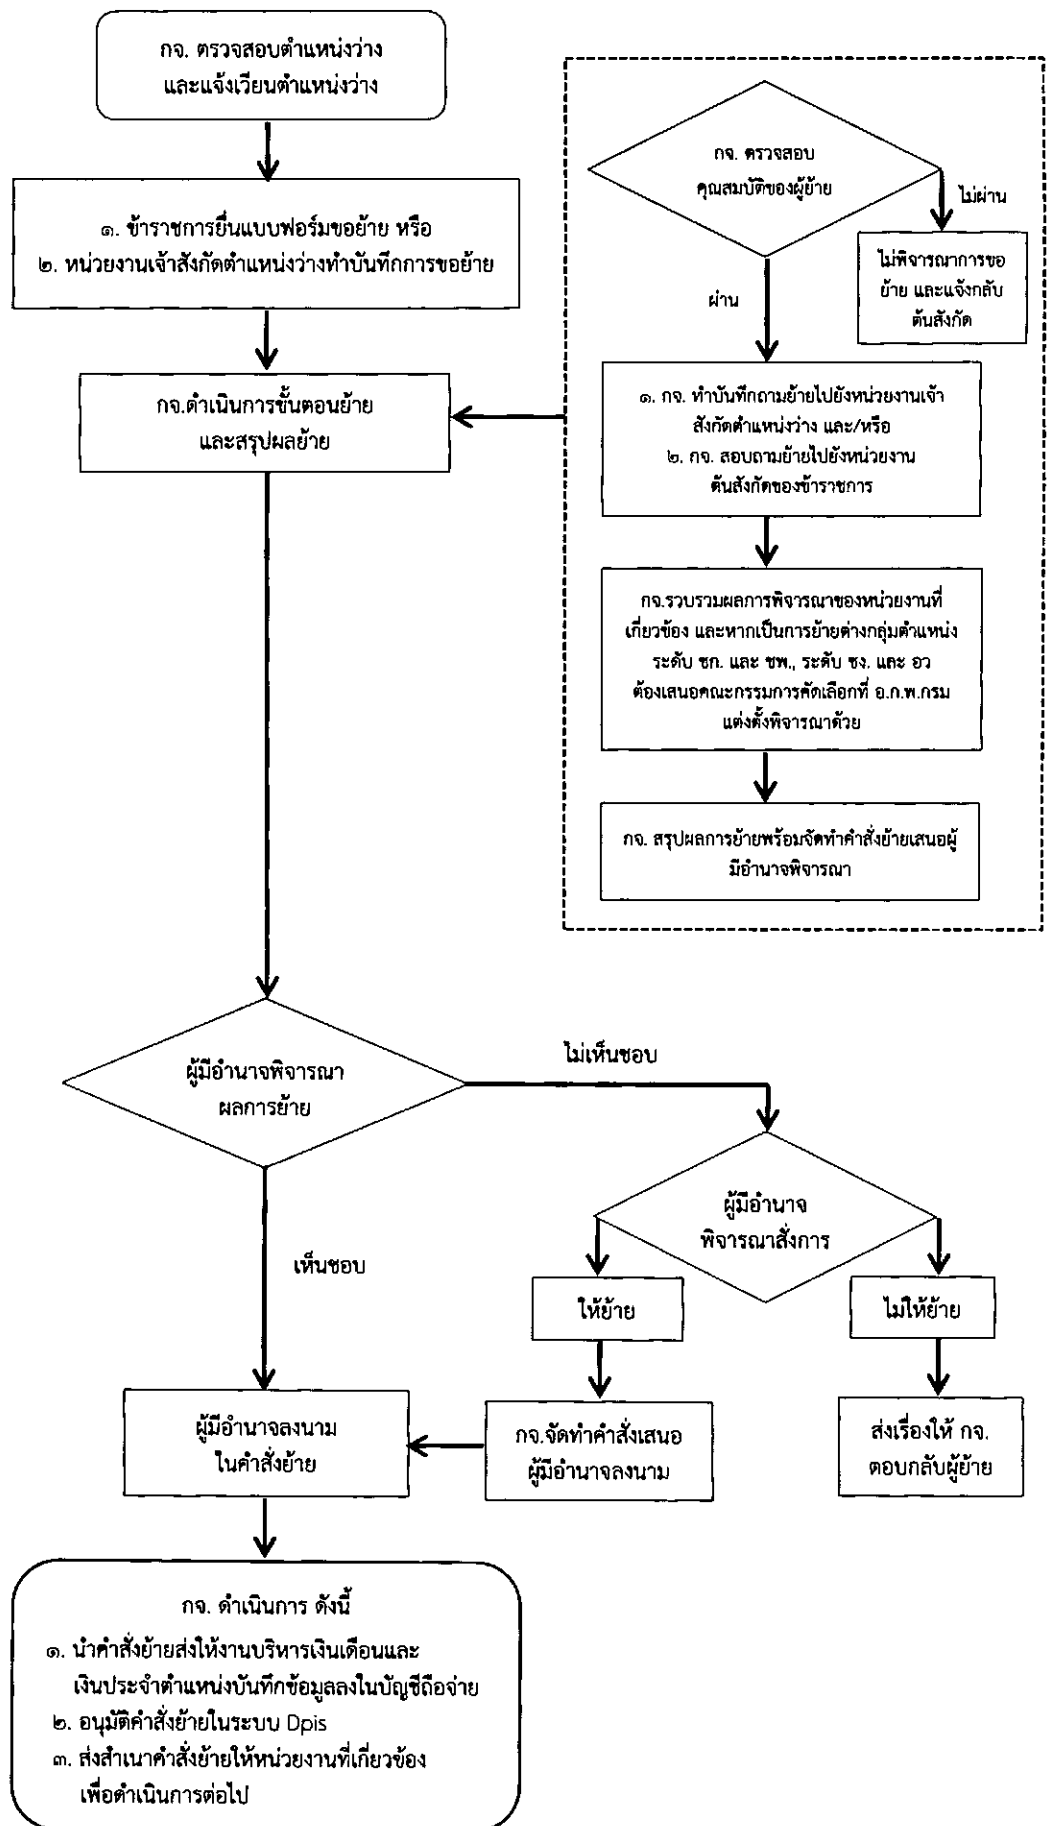 กจ. ตรวจสอบตำแหน่งว่าง
และแจ้งเวียนตำแหน่งว่าง
๑. ข้าราชการยื่นแบบฟอร์มขอย้าย หรือ
๒. หน่วยงานเจ้าสังกัดตำแหน่งว่างทำบันทึกการขอย้าย
กจ.ดำเนินการขั้นตอนย้าย
และสรุปผลย้าย
กจ. ตรวจสอบ
คุณสมบัติของผู้ย้าย
ไม่ผ่าน
ไม่พิจารณาการขอ
ย้าย และแจ้งกลับ
ต้นสังกัด
ผ่าน
๑. กจ. ทำบันทึกถามย้ายไปยังหน่วยงานเจ้า
สังกัดตำแหน่งว่าง และ/หรือ
๒. กจ. สอบถามย้ายไปยังหน่วยงาน
ต้นสังกัดของข้าราชการ
กจ.รวบรวมผลการพิจารณาของหน่วยงานที่
เกี่ยวข้อง และหากเป็นการย้ายต่างกลุ่มตำแหน่ง
ระดับ ชก. และ ชพ., ระดับ ชง. และ อว
ต้องเสนอคณะกรรมการคัดเลือกที่ อ.ก.พ.กรม
แต่งตั้งพิจารณาด้วย
กจ. สรุปผลการย้ายพร้อมจัดทำคำสั่งย้ายเสนอผู้
มีอำนาจพิจารณา
ผู้มีอำนาจพิจารณา
ผลการย้าย
ไม่เห็นชอบ
ผู้มีอำนาจ
พิจารณาสั่งการ
เห็นชอบ
ให้ย้าย
ไม่ให้ย้าย
ผู้มีอำนาจลงนาม
ในคำสั่งย้าย
กจ.จัดทำคำสั่งเสนอ
ผู้มีอำนาจลงนาม
ส่งเรื่องให้ กจ.
ตอบกลับผู้ย้าย
กจ. ดำเนินการ ดังนี้
๑. นำคำสั่งย้ายส่งให้งานบริหารเงินเดือนและ
เงินประจำตำแหน่งบันทึกข้อมูลลงในบัญชีถือจ่าย
๒. อนุมัติคำสั่งย้ายในระบบ Dpis
๓. ส่งสำเนาคำสั่งย้ายให้หน่วยงานที่เกี่ยวข้อง
เพื่อดำเนินการต่อไป